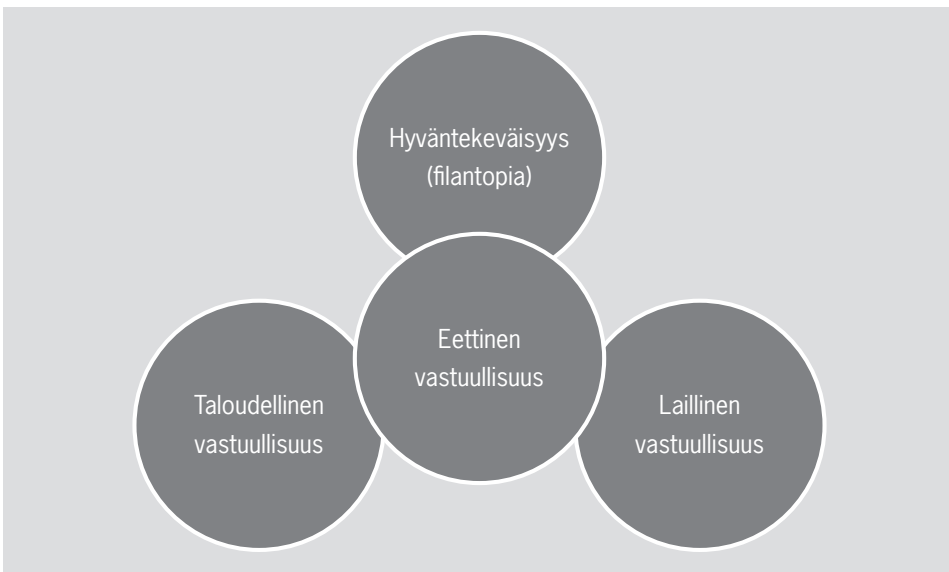 Hyväntekeväisyys
(filantopia)
Eettinen
vastuullisuus
Taloudellinen
vastuullisuus
Laillinen
vastuullisuus